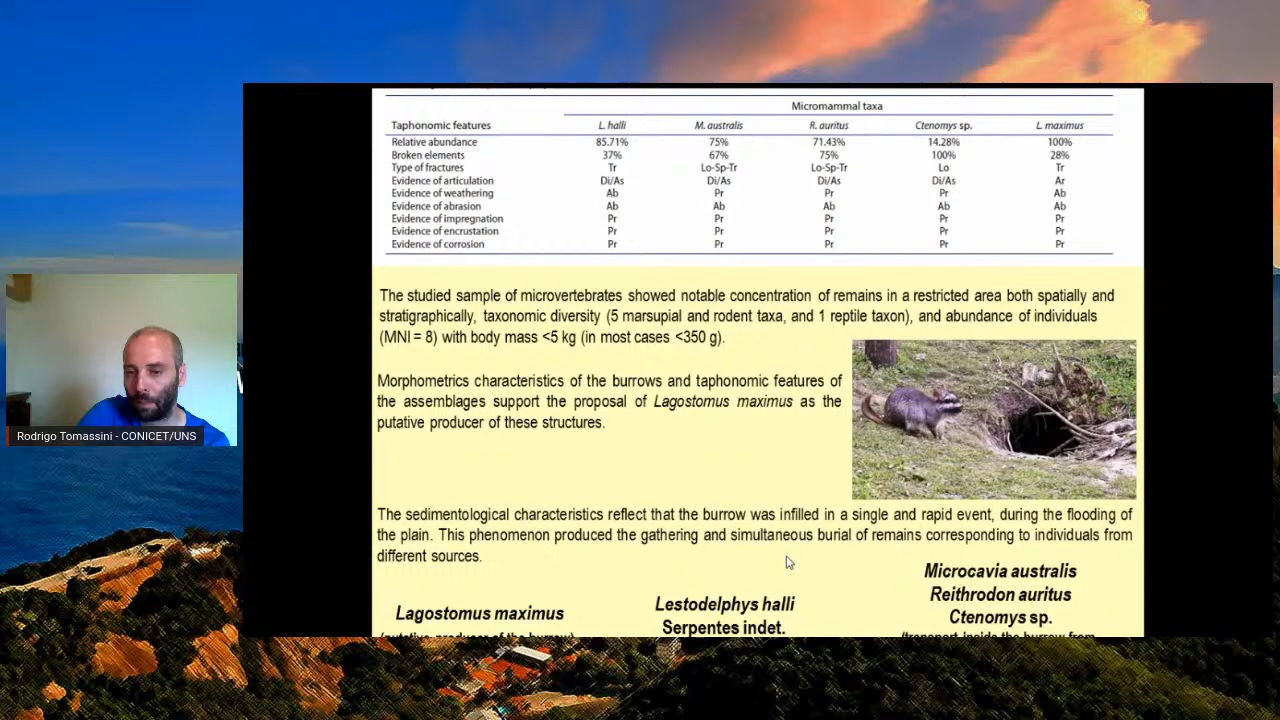 Micromammal taxa
Taphonomic features L. halli M. australis R. auritus Ctenomys sp. L. maximus
Relative abundance 85.71% 75% 71.43% 14.28% 100%
Broken elements 37% 67% 75% 100% 28%
Type of fractures Tr Lo-Sp-Tr Lo-Sp-Tr Lo Tr
Evidence of articulation Di/As Di/As Di/As Di/As Ar
Evidence of weathering Ab Pr Pr Pr Ab
Evidence of abrasion Ab Ab Ab Ab Ab
Evidence of impregnation Pr Pr Pr Pr Pr
Evidence of encrustation Pr Pr Pr Pr Pr
Evidence of corrosion Pr Pr Pr Pr Pr
The studied sample of microvertebrates showed notable concentration of remains in a restricted area both spatially and
stratigraphically, taxonomic diversity (5 marsupial and rodent taxa, and 1 reptile taxon), and abundance of individuals
(MNI = 8) with body mass <5 kg (in most cases <350 g).
Morphometrics characteristics of the burrows and taphonomic features of
the assemblages support the proposal of Lagostomus maximus as the
putative producer of these structures.
The sedimentological characteristics reflect that the burrow was infilled in a single and rapid event, during the flooding of
the plain. This phenomenon produced the gathering and simultaneous burial of remains corresponding to individuals from
different sources.
Lagostomus maximus
(putative producer of the burrow)
Lestodelphys halli
Serpentes indet.
Microcavia australis
Reithrodon auritus
Ctenomys sp.
(transport inside the burrow from
Rodrigo Tomassini - CONICET/UNS